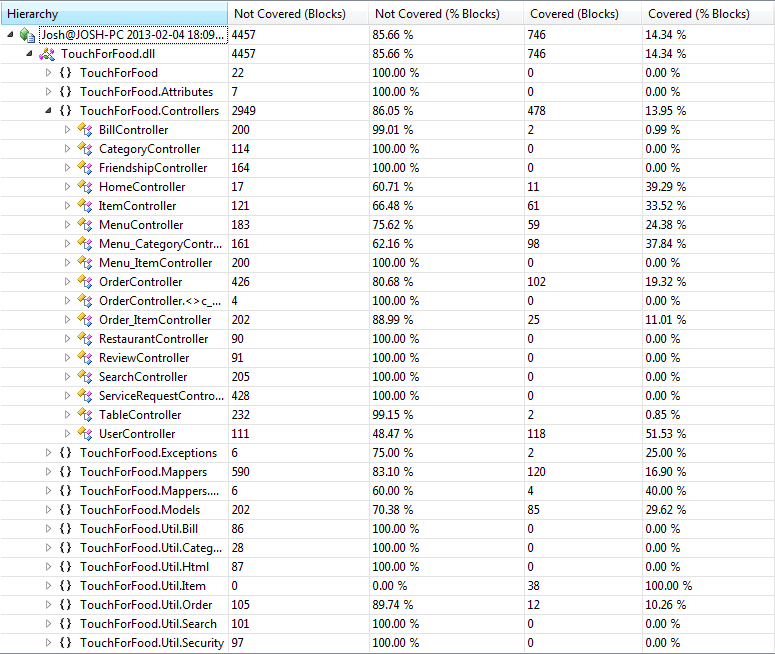 Hierarchy Not Covered (Blocks) Not Covered (% Blocks) Covered (Blocks) Covered (% Blocks)
Josh@JOSH-PC 2013-02-04 18:09... 4457 85.66 % 746 14.34 %
TouchForFood.dll 4457 85.66 % 746 14.34 %
{} TouchForFood 22 100.00 % 0 0.00 %
{} TouchForFood.Attributes 7 100.00 % 0 0.00 %
{} TouchForFood.Controllers 2949 86.05 % 478 13.95 %
BillController 200 99.01 % 2 0.99 %
CategoryController 114 100.00 % 0 0.00 %
FriendshipController 164 100.00 % 0 0.00 %
HomeController 17 60.71 % 11 39.29 %
ItemController 121 66.48 % 61 33.52 %
MenuController 183 75.62 % 59 24.38 %
Menu_CategoryContr... 161 62.16 % 98 37.84 %
Menu_ItemController 200 100.00 % 0 0.00 %
OrderController 426 80.68 % 102 19.32 %
OrderController.<>c_... 4 100.00 % 0 0.00 %
Order_ItemController 202 88.99 % 25 11.01 %
RestaurantController 90 100.00 % 0 0.00 %
ReviewController 91 100.00 % 0 0.00 %
SearchController 205 100.00 % 0 0.00 %
ServiceRequestContro... 428 100.00 % 0 0.00 %
TableController 232 99.15 % 2 0.85 %
UserController 111 48.47 % 118 51.53 %
{} TouchForFood.Exceptions 6 75.00 % 2 25.00 %
{} TouchForFood.Mappers 590 83.10 % 120 16.90 %
{} TouchForFood.Mappers.... 6 60.00 % 4 40.00 %
{} TouchForFood.Models 202 70.38 % 85 29.62 %
{} TouchForFood.Util.Bill 86 100.00 % 0 0.00 %
{} TouchForFood.Util.Categ... 28 100.00 % 0 0.00 %
{} TouchForFood.Util.Html 87 100.00 % 0 0.00 %
{} TouchForFood.Util.Item 0 0.00 % 38 100.00 %
{} TouchForFood.Util.Order 105 89.74 % 12 10.26 %
{} TouchForFood.Util.Search 101 100.00 % 0 0.00 %
{} TouchForFood.Util.Security 97 100.00 % 0 0.00 %